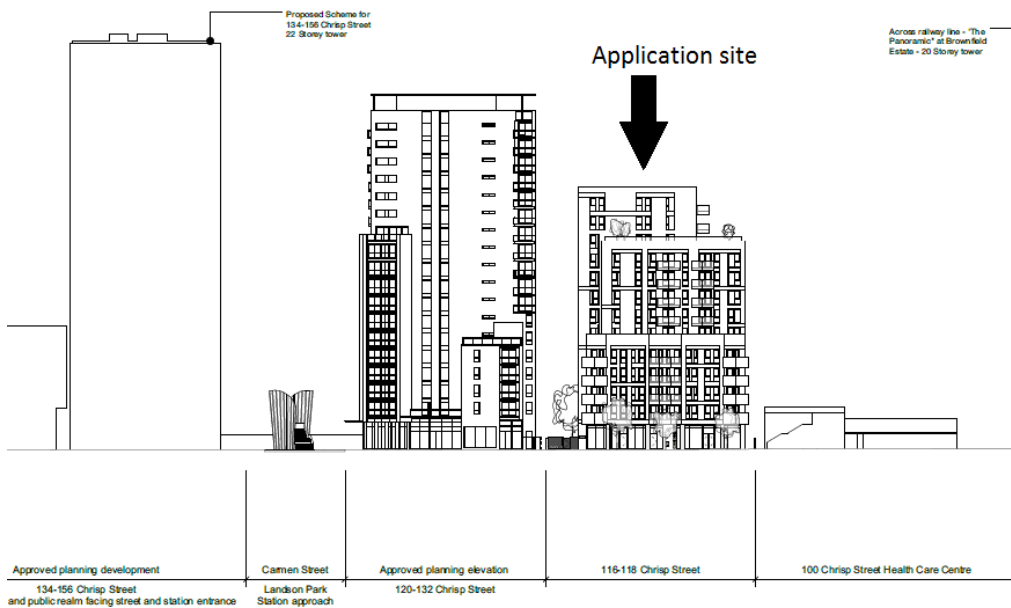 Proposed Scheme for
134-156 Chrisp Street
22 Storey tower
Application site
Across railway line - "The
Panoramic" at Brownfield
Estate - 20 Storey tower
Approved planning development
Carmen Street
Approved planning elevation
116-118 Chrisp Street
100 Chrisp Street Health Care Centre
134-156 Chrisp Street
and public realm facing street and station entrance
Landson Park
Station approach
120-132 Chrisp Street